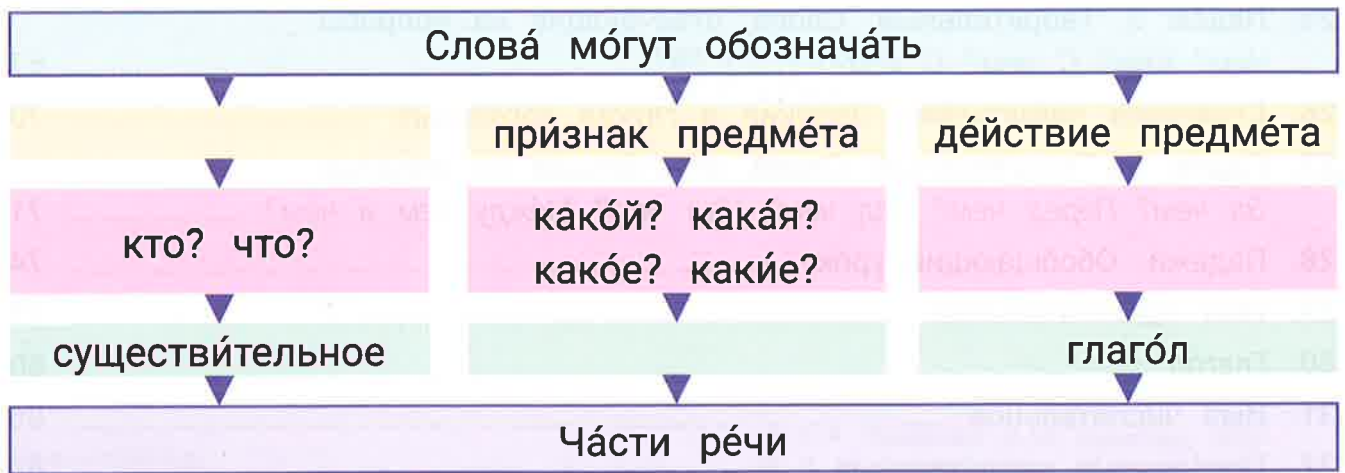 Слова́ мо́гут обознача́ть
при́знак предме́та
де́йствие предме́та
кто? что?
како́й? кака́я?
како́е? каки́е?
существи́тельное
глаго́л
Ча́сти ре́чи